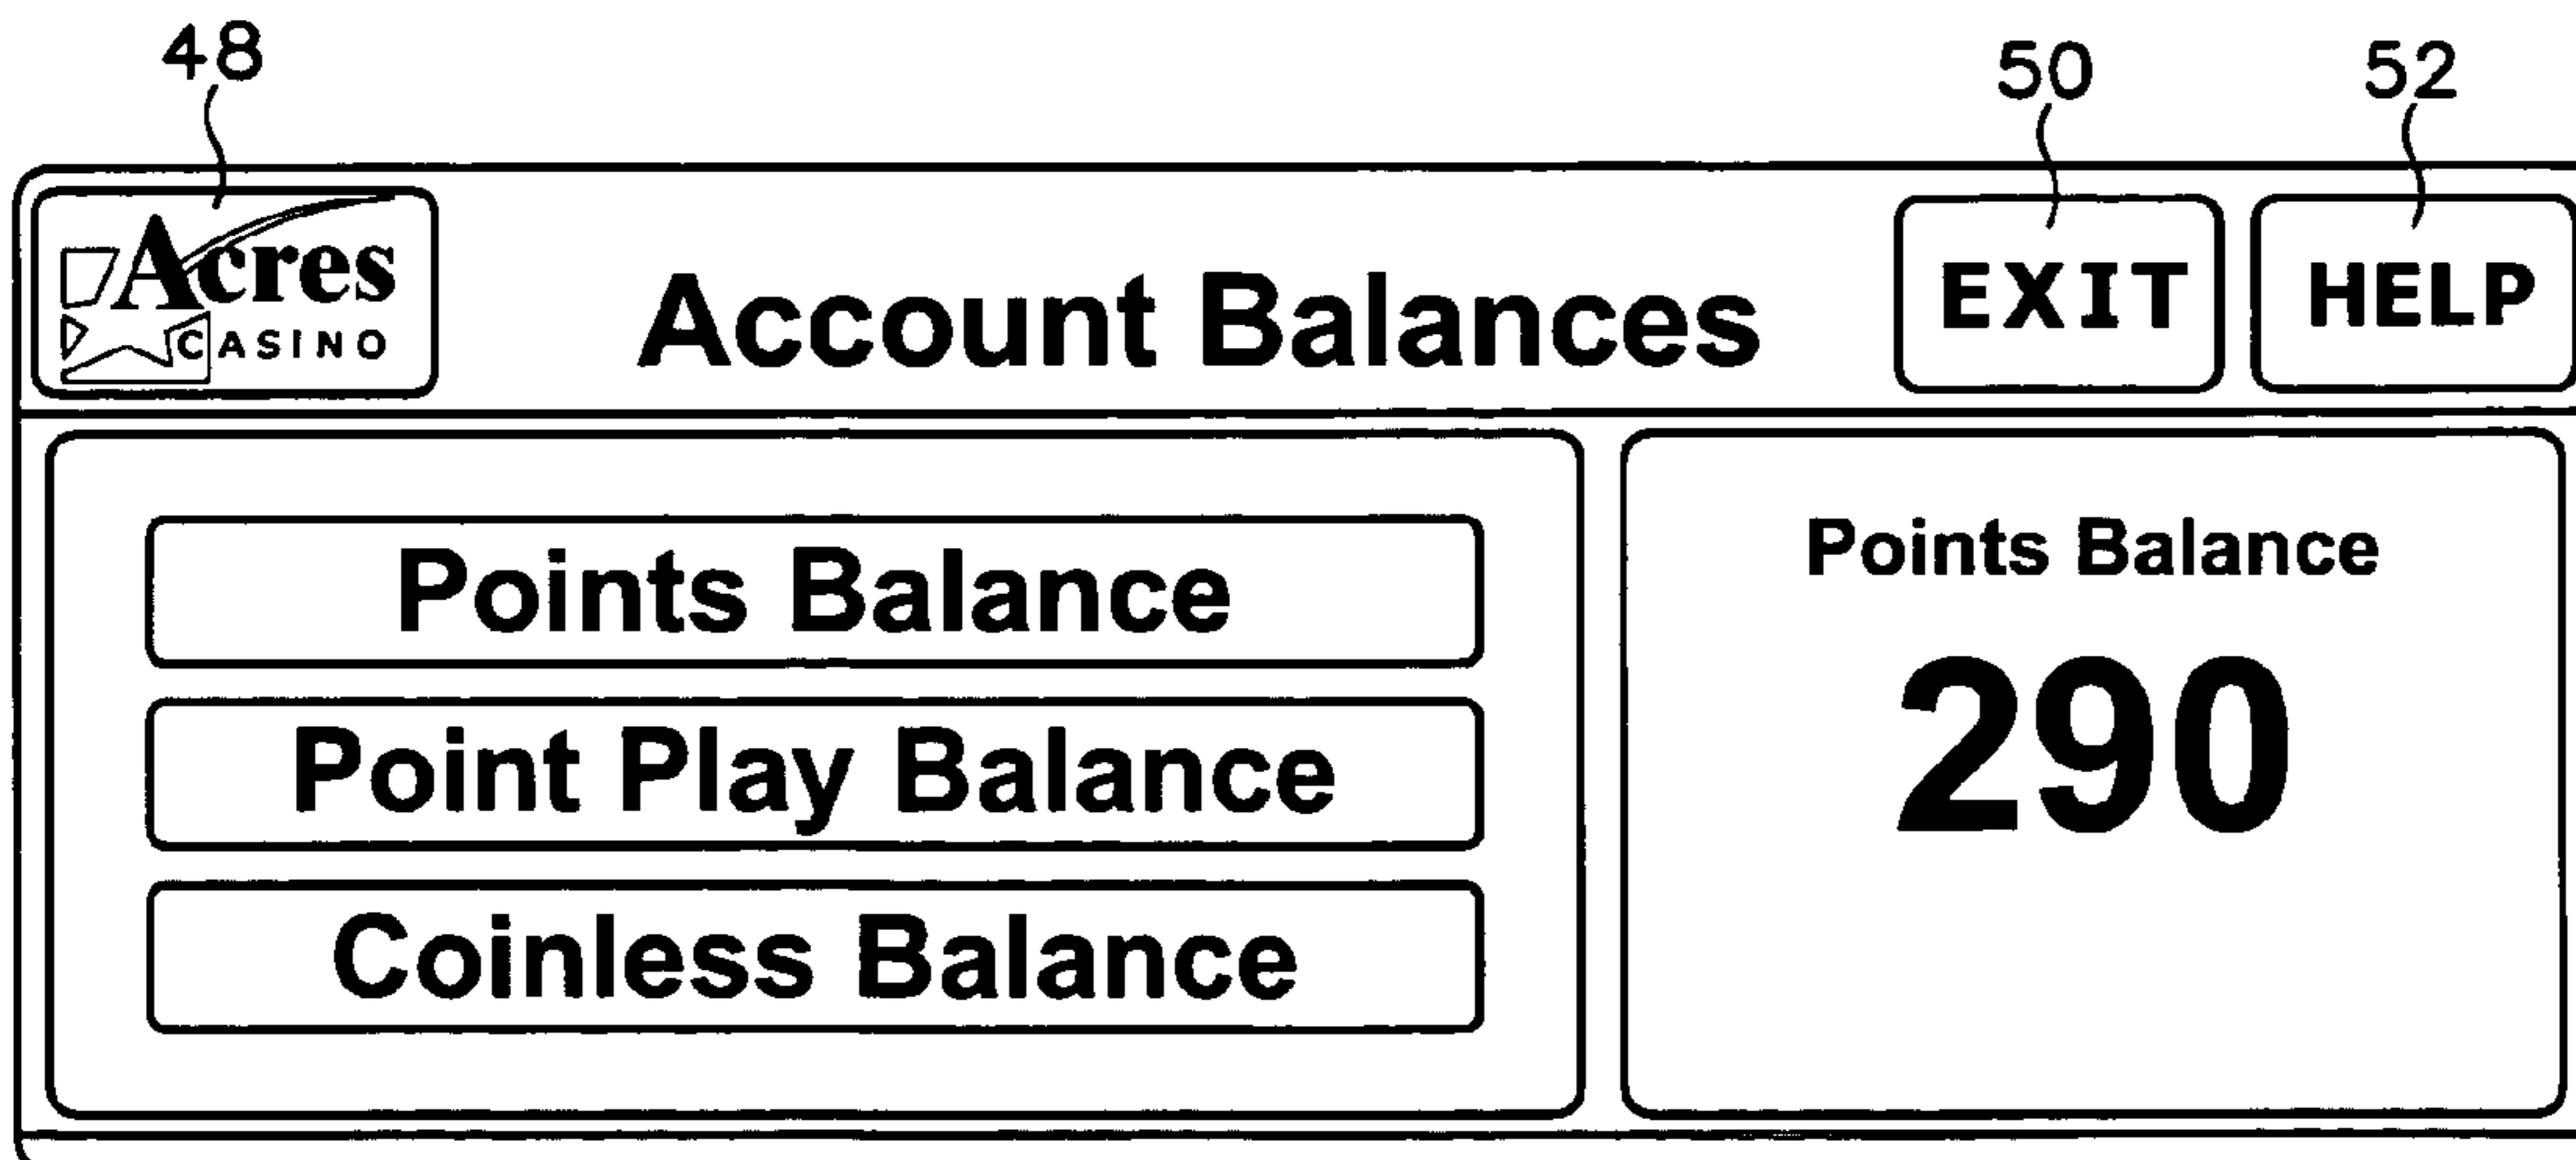 48
50
52
Acres
CASINO
Account Balances
EXIT
HELP
Points Balance
Point Play Balance
Coinless Balance
Points Balance
290